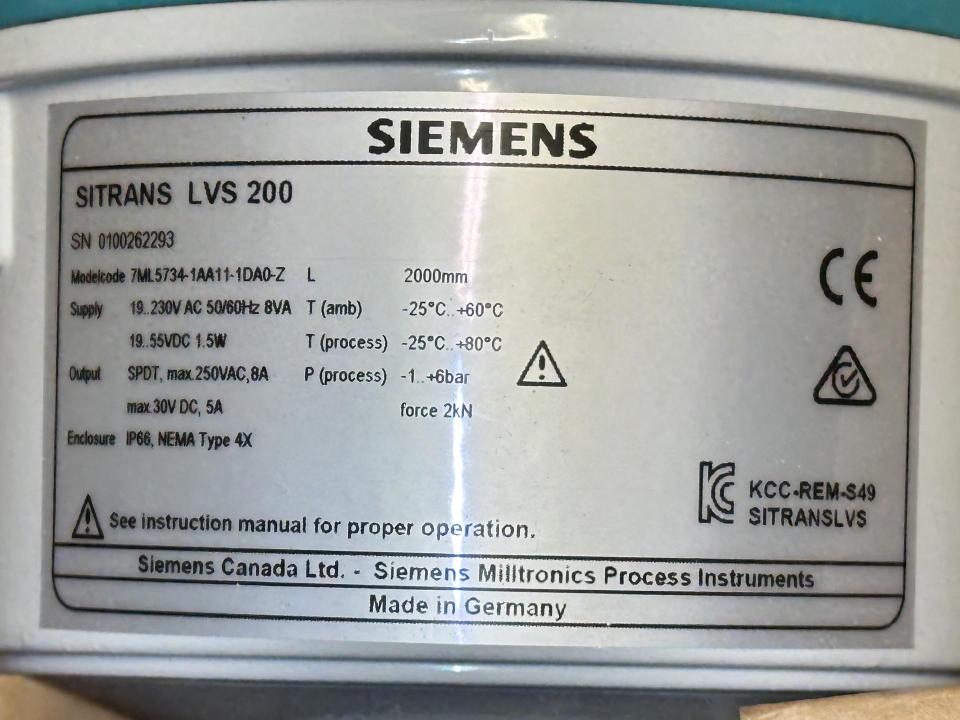 SIEMENS
SITRANS LVS 200
SN 0100262293
Modelcode 7ML5734-1AA11-1DA0-Z L 2000mm
Supply 19..230V AC 50/60Hz 8VA T (amb) -25°C..+60°C
19..55VDC 1.5W T (process) -25°C..+80°C
Output SPDT, max.250VAC,8A P (process) -1..+6bar
max.30V DC, 5A force 2kN
Enclosure IP66, NEMA Type 4X
CE
KCC-REM-S49
SITRANSLVS
See instruction manual for proper operation.
Siemens Canada Ltd. - Siemens Milltronics Process Instruments
Made in Germany